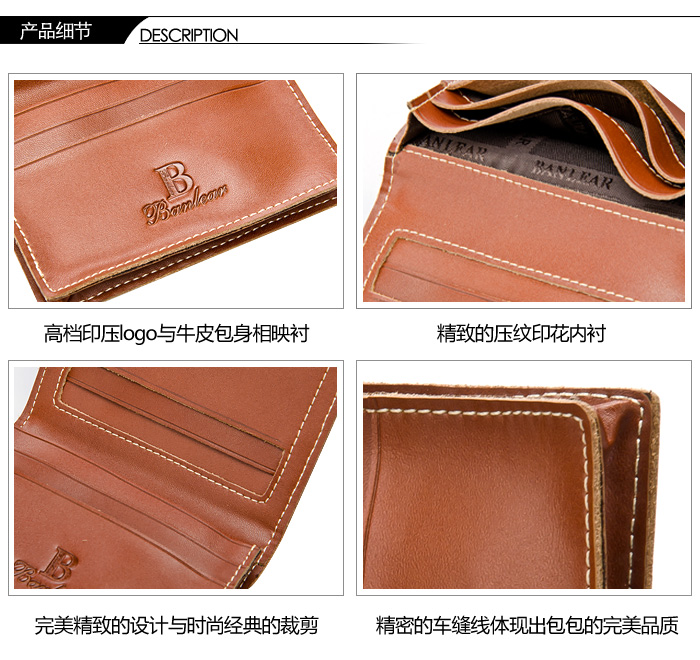 产品细节
DESCRIPTION
B
Banlear
BANLEAR
BANLEAR
高档印压logo与牛皮包身相映衬
精致的压纹印花内衬
B
Banlear
完美精致的设计与时尚经典的裁剪
精密的车缝线体现出包包的完美品质